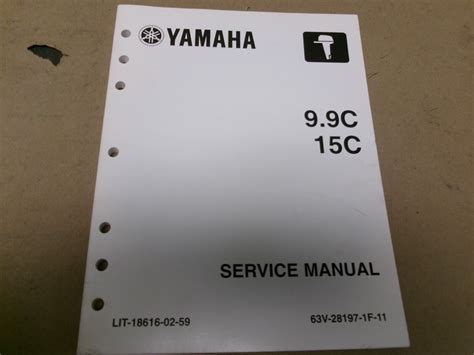 YAMAHA
9.9C
15C
SERVICE MANUAL
LIT-18616-02-59 63V-28197-1F-11